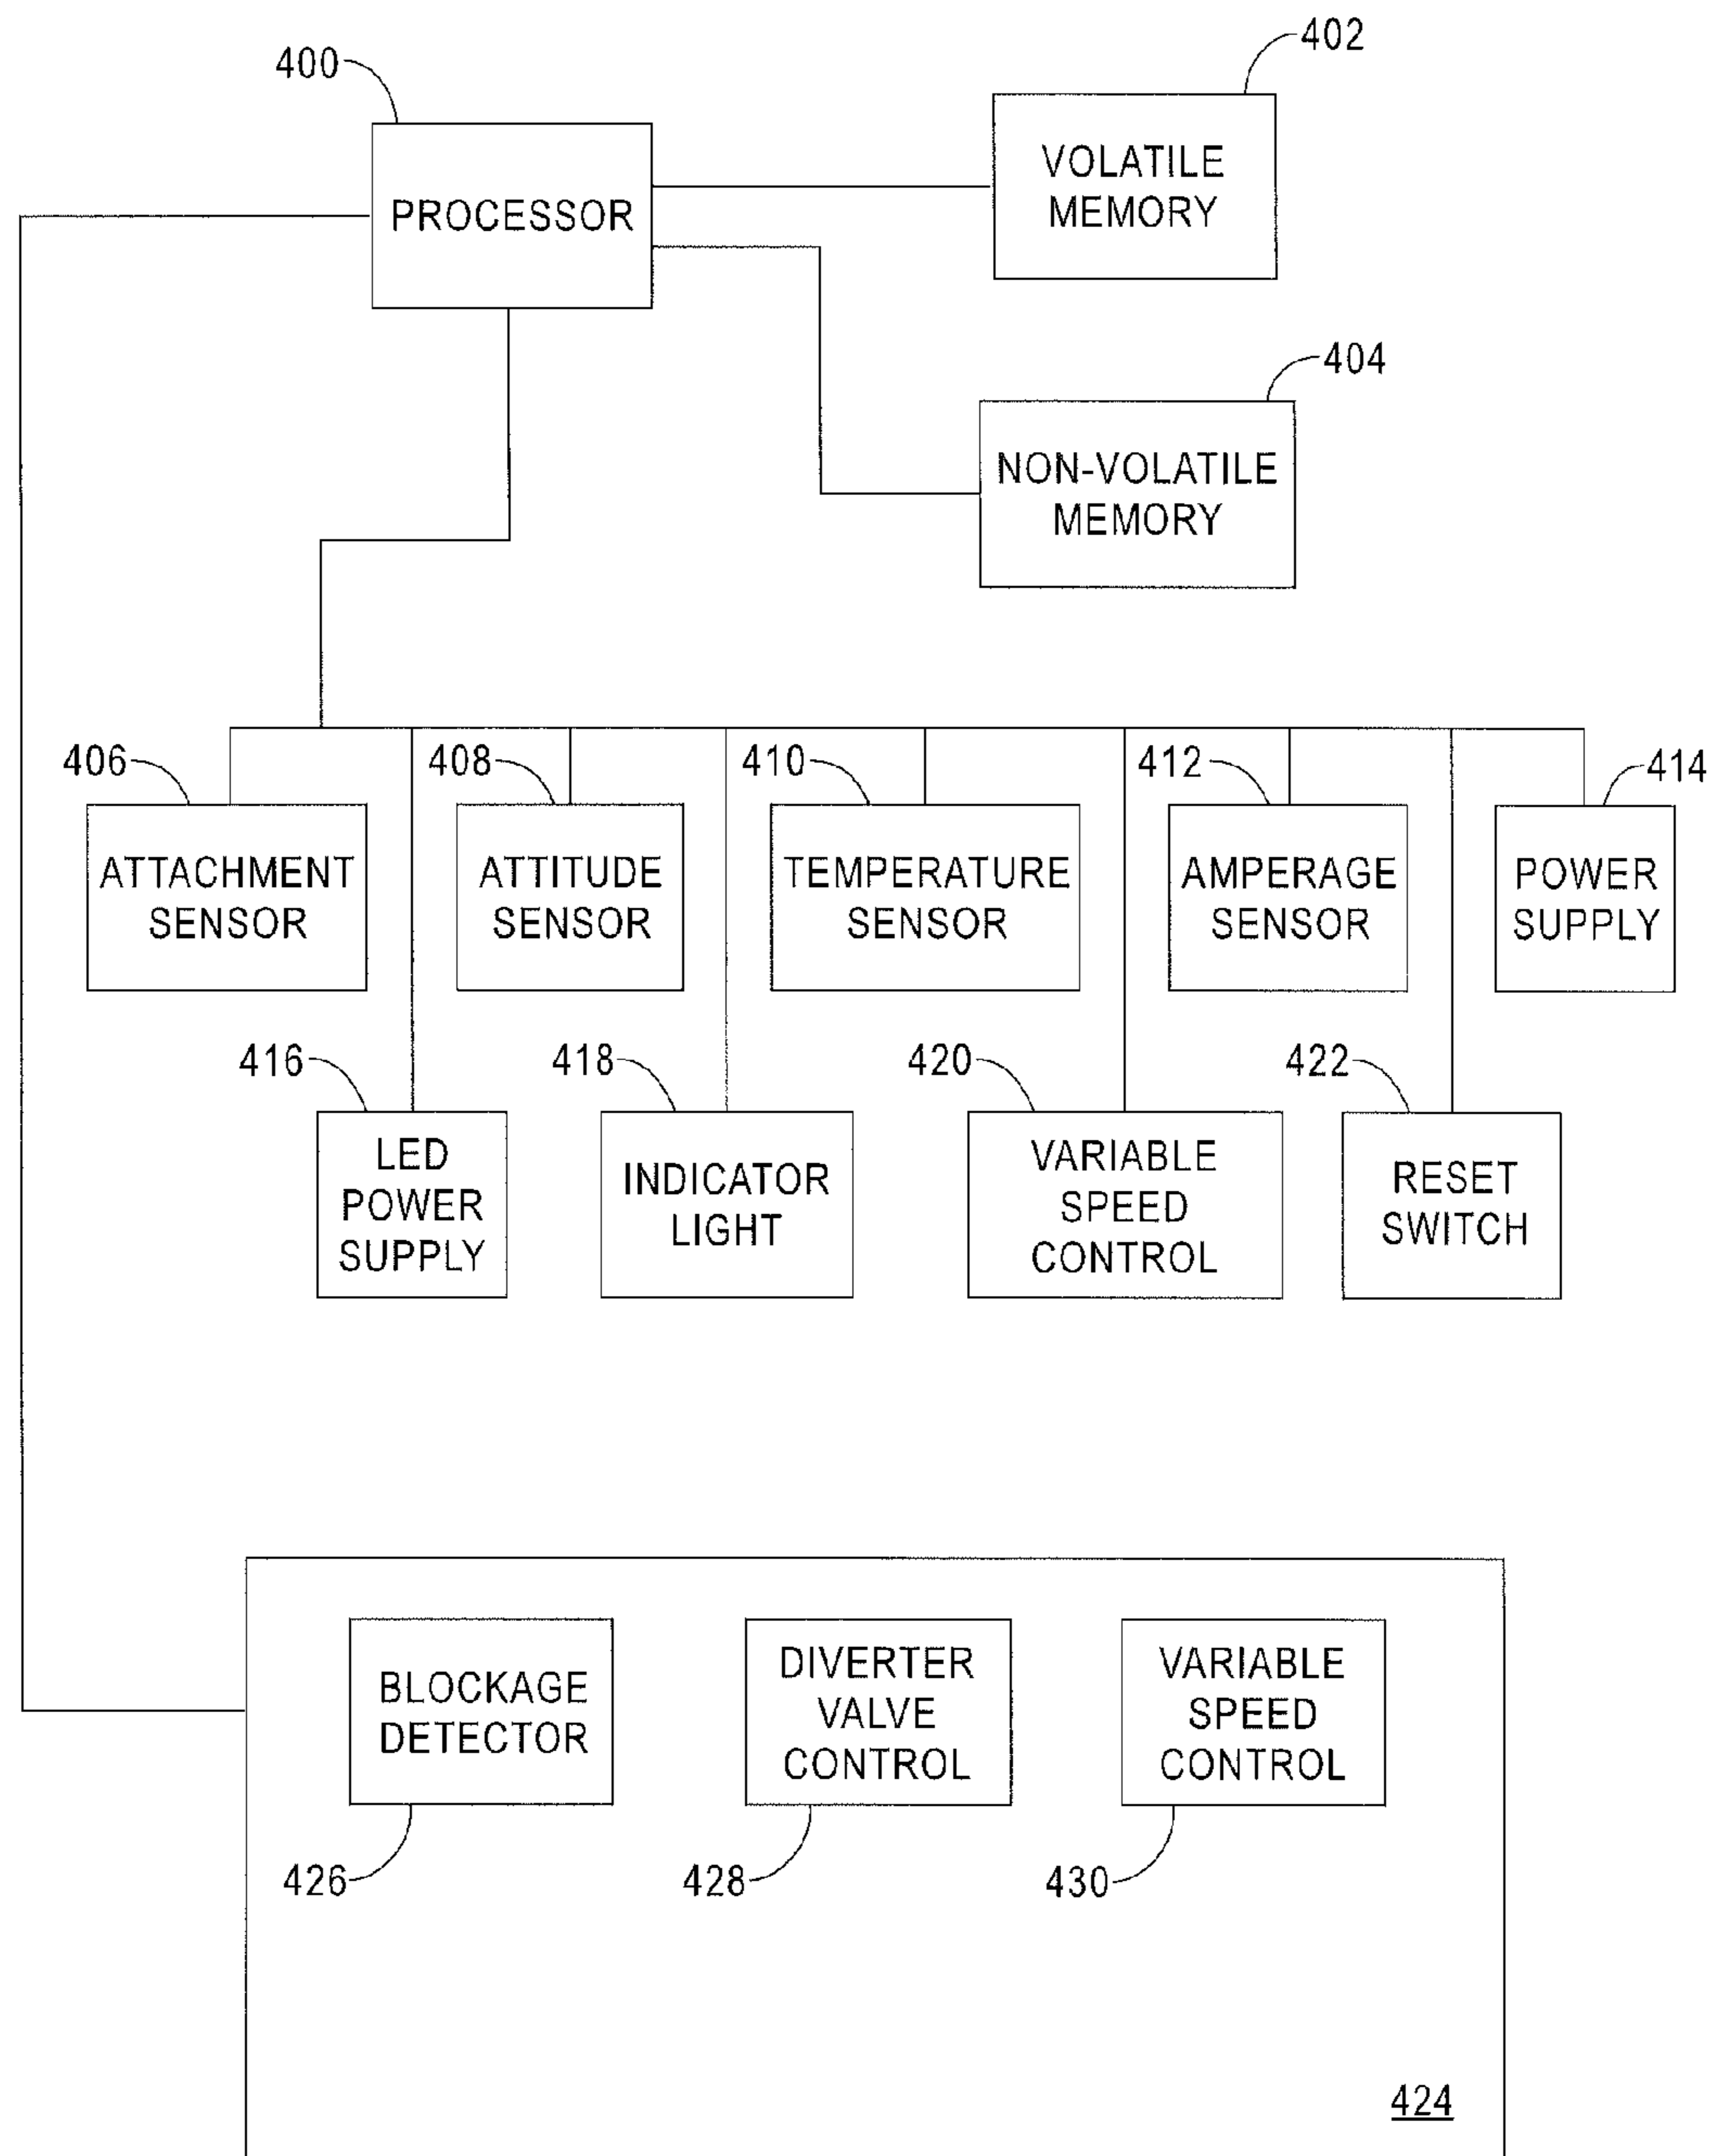 402
400
VOLATILE
MEMORY
PROCESSOR
404
NON-VOLATILE
MEMORY
406
408
410
412
414
ATTACHMENT
SENSOR
ATTITUDE
SENSOR
TEMPERATURE
SENSOR
AMPERAGE
SENSOR
POWER
SUPPLY
416
418
420
422
LED
POWER
SUPPLY
INDICATOR
LIGHT
VARIABLE
SPEED
CONTROL
RESET
SWITCH
BLOCKAGE
DETECTOR
DIVERTER
VALVE
CONTROL
VARIABLE
SPEED
CONTROL
426
428
430
424